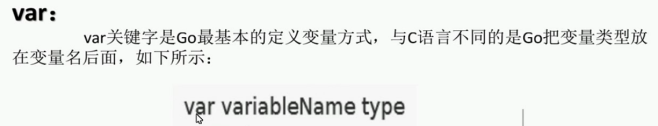 var：
var关键字是Go最基本的定义变量方式，与C语言不同的是Go把变量类型放
在变量名后面，如下所示：
var variableName type